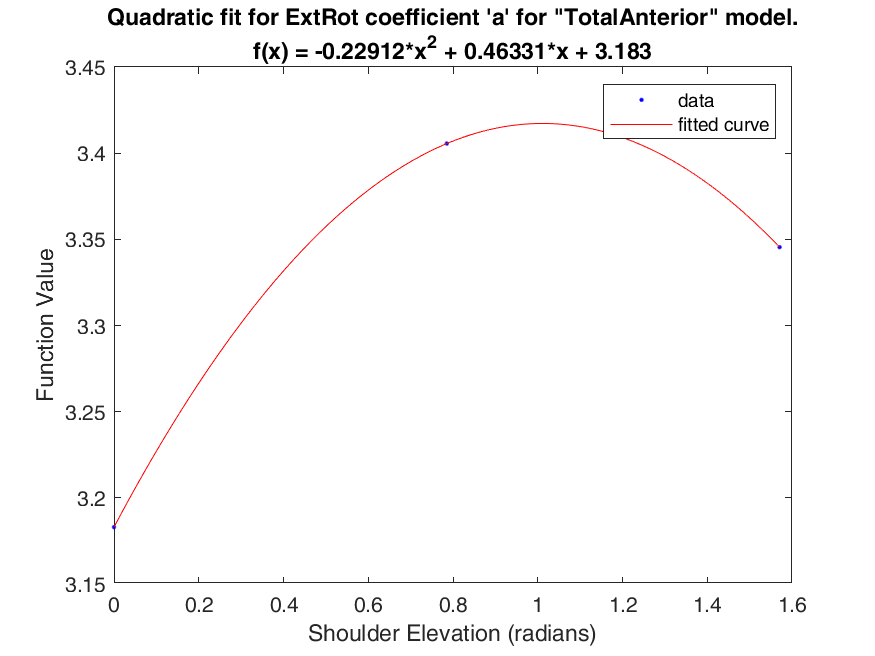 Quadratic fit for ExtRot coefficient 'a' for "TotalAnterior" model.
f(x) = -0.22912*x² + 0.46331*x + 3.183
data
fitted curve
3.45
3.4
3.35
3.3
3.25
3.2
3.15
Function Value
0 0.2 0.4 0.6 0.8 1 1.2 1.4 1.6
Shoulder Elevation (radians)